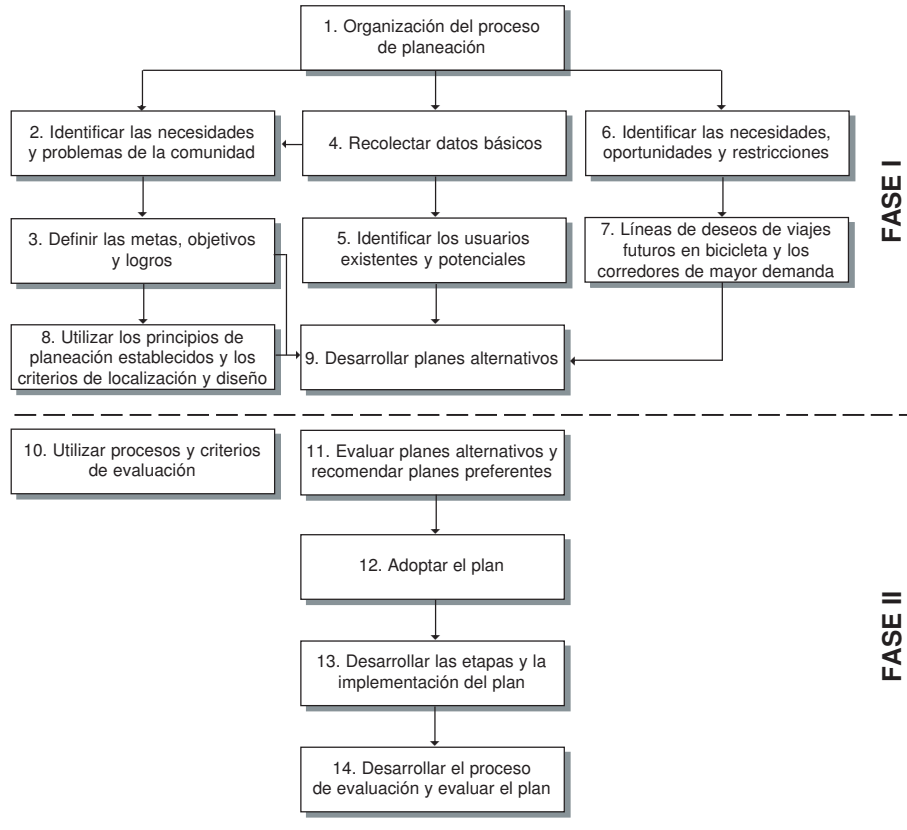 1. Organización del proceso
de planeación
2. Identificar las necesidades
y problemas de la comunidad
4. Recolectar datos básicos
6. Identificar las necesidades,
oportunidades y restricciones
3. Definir las metas, objetivos
y logros
5. Identificar los usuarios
existentes y potenciales
7. Líneas de deseos de viajes
futuros en bicicleta y los
corredores de mayor demanda
8. Utilizar los principios de
planeación establecidos y los
criterios de localización y diseño
9. Desarrollar planes alternativos
FASE I
10. Utilizar procesos y criterios
de evaluación
11. Evaluar planes alternativos y
recomendar planes preferentes
12. Adoptar el plan
13. Desarrollar las etapas y la
implementación del plan
14. Desarrollar el proceso
de evaluación y evaluar el plan
FASE II